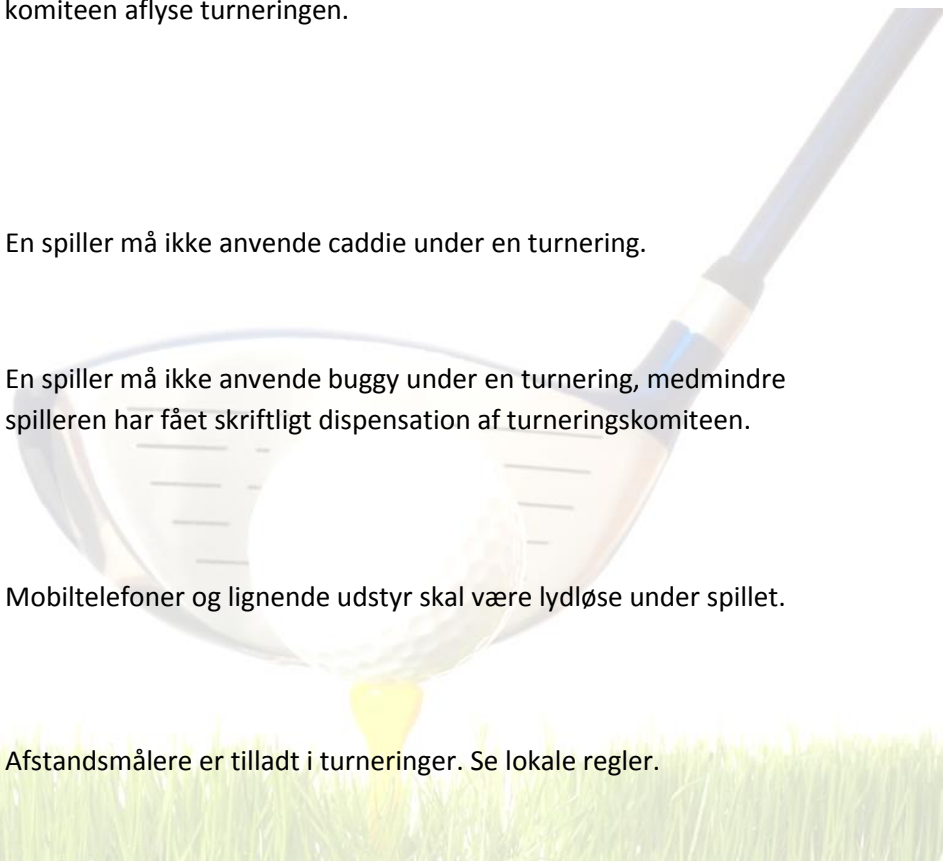 komiteen aflyse turneringen.
En spiller må ikke anvende caddie under en turnering.
En spiller må ikke anvende buggy under en turnering, medmindre
spilleren har fået skriftligt dispensation af turneringskomiteen.
Mobiltelefoner og lignende udstyr skal være lydløse under spillet.
Afstandsmålere er tilladt i turneringer. Se lokale regler.